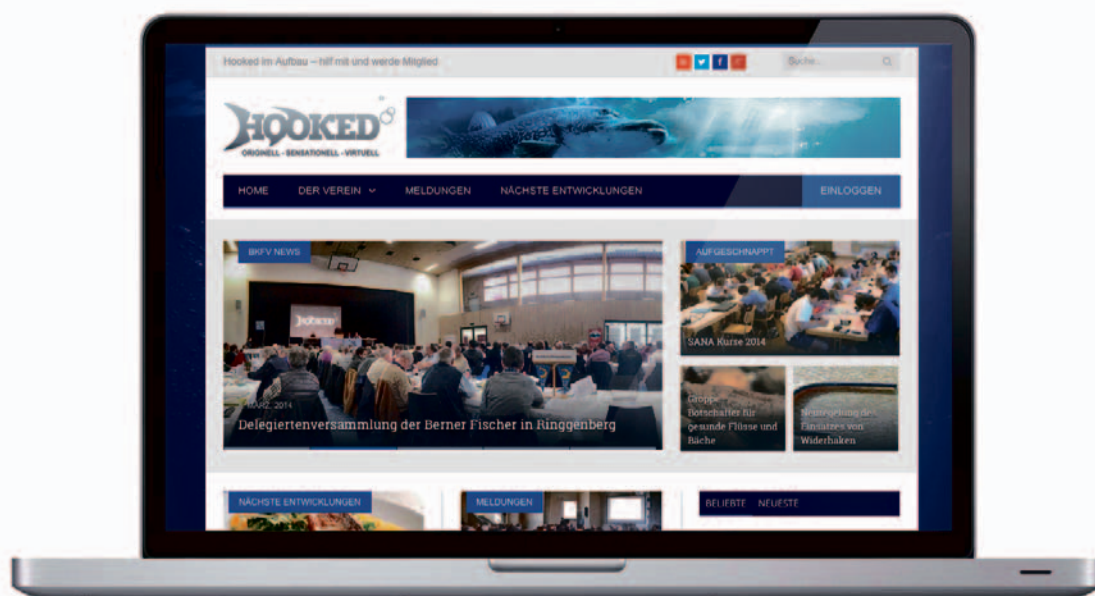 Hooked im Aufbau – hilf mit und werde Mitglied
Suche...
HOOKED
ORIGINELL - SENSATIONELL - VIRTUELL
HOME DER VEREIN MELDUNGEN NÄCHSTE ENTWICKLUNGEN EINLOGGEN
BKFV NEWS
HOOKED
MÄRZ, 2014
Delegiertenversammlung der Berner Fischer in Ringgenberg
AUFGESCHNAPPT
SANA Kurse 2014
Groppe
Botschafter für
gesunde Flüsse und
Bäche
Neuregelung des
Einsatzes von
Widerhaken
NÄCHSTE ENTWICKLUNGEN
MELDUNGEN
BELIEBTE NEUESTE